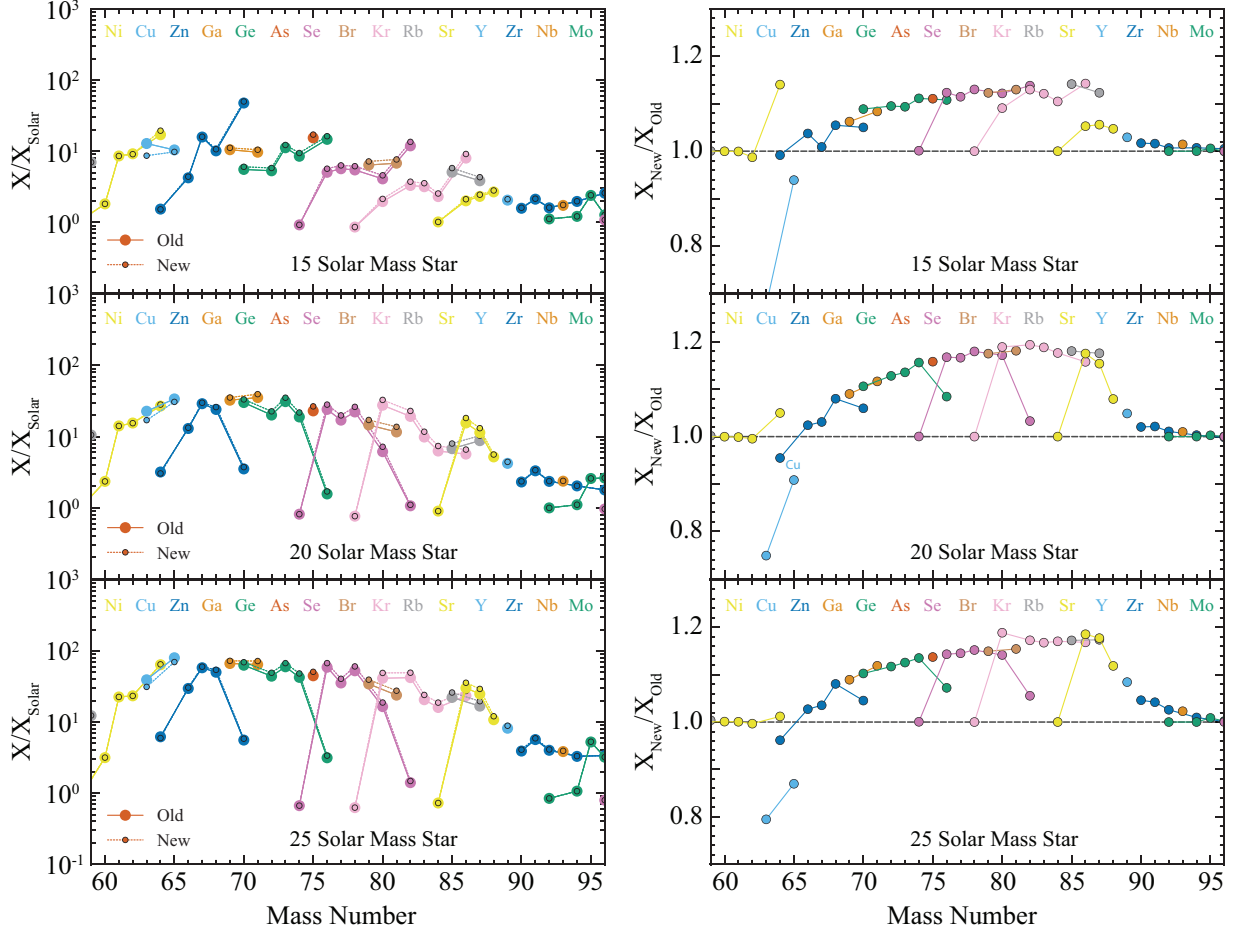 10³
Ni Cu Zn Ga Ge As Se Br Kr Rb Sr Y Zr Nb Mo
10²
10¹
10⁰
X/X_Solar
Old
New
15 Solar Mass Star
Ni Cu Zn Ga Ge As Se Br Kr Rb Sr Y Zr Nb Mo
1.2
1.0
0.8
X_New/X_Old
15 Solar Mass Star
10³
Ni Cu Zn Ga Ge As Se Br Kr Rb Sr Y Zr Nb Mo
10²
10¹
10⁰
X/X_Solar
Old
New
20 Solar Mass Star
Ni Cu Zn Ga Ge As Se Br Kr Rb Sr Y Zr Nb Mo
1.2
1.0
0.8
X_New/X_Old
Cu
20 Solar Mass Star
10³
Ni Cu Zn Ga Ge As Se Br Kr Rb Sr Y Zr Nb Mo
10²
10¹
10⁰
10⁻¹
X/X_Solar
Old
New
25 Solar Mass Star
60 65 70 75 80 85 90 95
Mass Number
Ni Cu Zn Ga Ge As Se Br Kr Rb Sr Y Zr Nb Mo
1.2
1.0
0.8
X_New/X_Old
25 Solar Mass Star
60 65 70 75 80 85 90 95
Mass Number